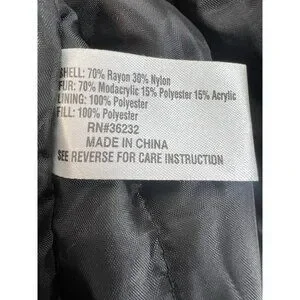 SHELL: 70% Rayon 30% Nylon
FUR: 70% Modacrylic 15% Polyester 15% Acrylic
LINING: 100% Polyester
FILL: 100% Polyester
RN#36232
MADE IN CHINA
SEE REVERSE FOR CARE INSTRUCTION